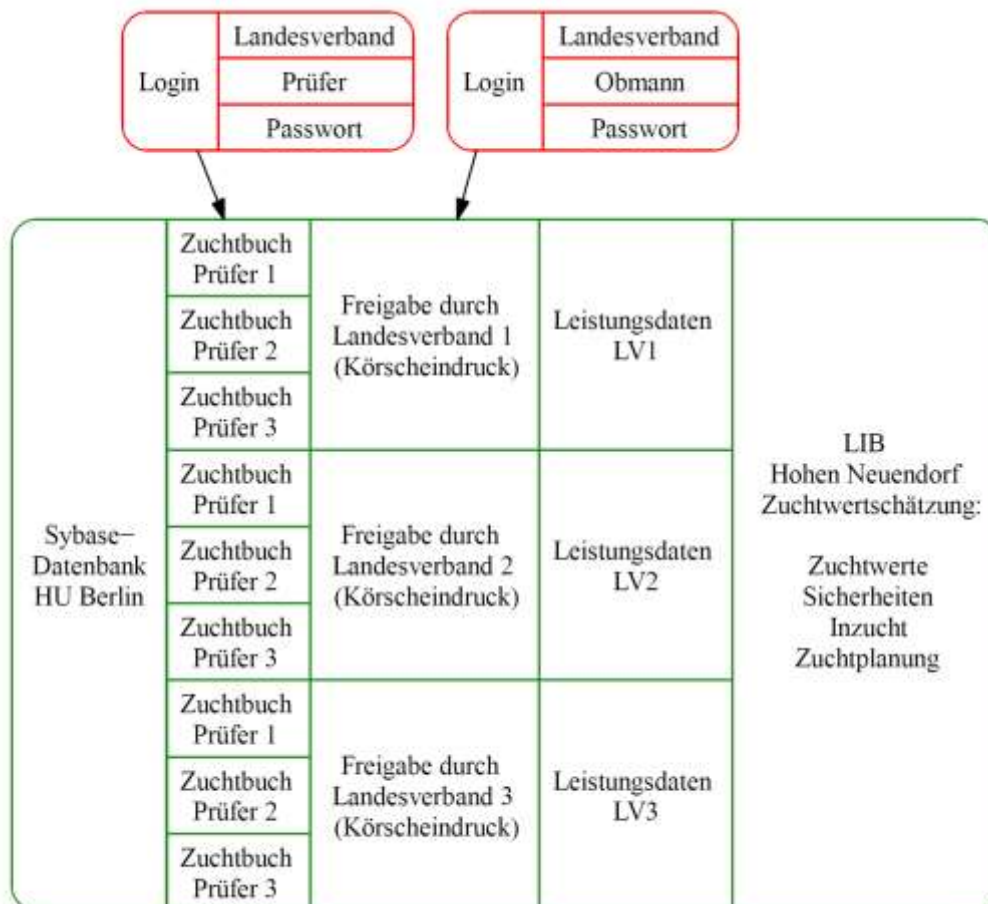 Login
Landesverband
Prüfer
Passwort
Login
Landesverband
Obmann
Passwort
Sybase−
Datenbank
HU Berlin
Zuchtbuch
Prüfer 1
Zuchtbuch
Prüfer 2
Zuchtbuch
Prüfer 3
Freigabe durch
Landesverband 1
(Körscheindruck)
Leistungsdaten
LV1
Zuchtbuch
Prüfer 1
Zuchtbuch
Prüfer 2
Zuchtbuch
Prüfer 3
Freigabe durch
Landesverband 2
(Körscheindruck)
Leistungsdaten
LV2
Zuchtbuch
Prüfer 1
Zuchtbuch
Prüfer 2
Zuchtbuch
Prüfer 3
Freigabe durch
Landesverband 3
(Körscheindruck)
Leistungsdaten
LV3
LIB
Hohen Neuendorf
Zuchtwertschätzung:
Zuchtwerte
Sicherheiten
Inzucht
Zuchtplanung